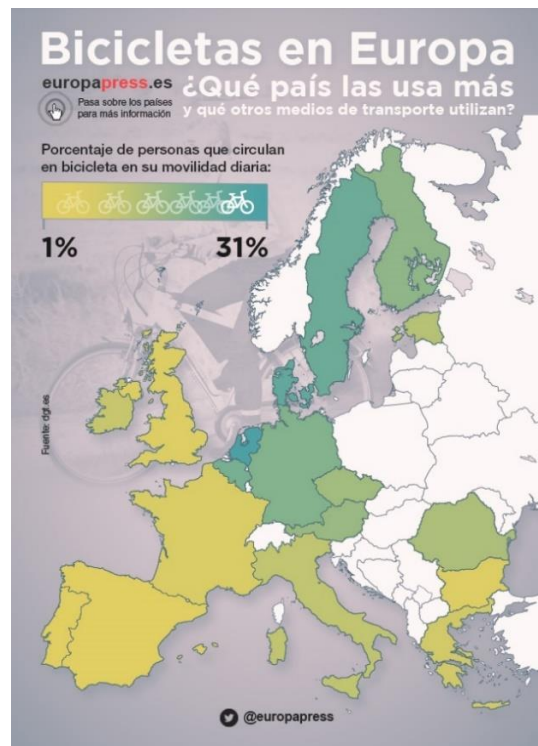 Bicicletas en Europa
europapress.es
¿Qué país las usa más
y qué otros medios de transporte utilizan?
Pasa sobre los países
para más información
Porcentaje de personas que circulan
en bicicleta en su movilidad diaria:
1%
31%
Fuente: dgt.es
@europapress